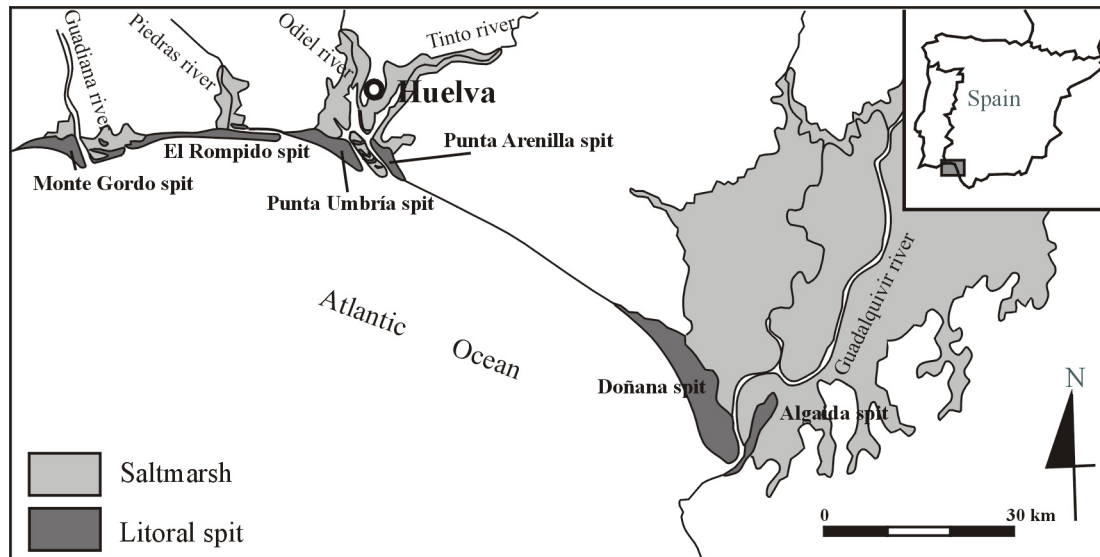 Guadiana river
Piedras river
Odiel river
Tinto river
Huelva
Spain
El Rompido spit
Punta Arenilla spit
Monte Gordo spit
Punta Umbría spit
Atlantic Ocean
Guadalquivir river
Doñana spit
Algaida spit
N
Saltmarsh
Litoral spit
0 30 km